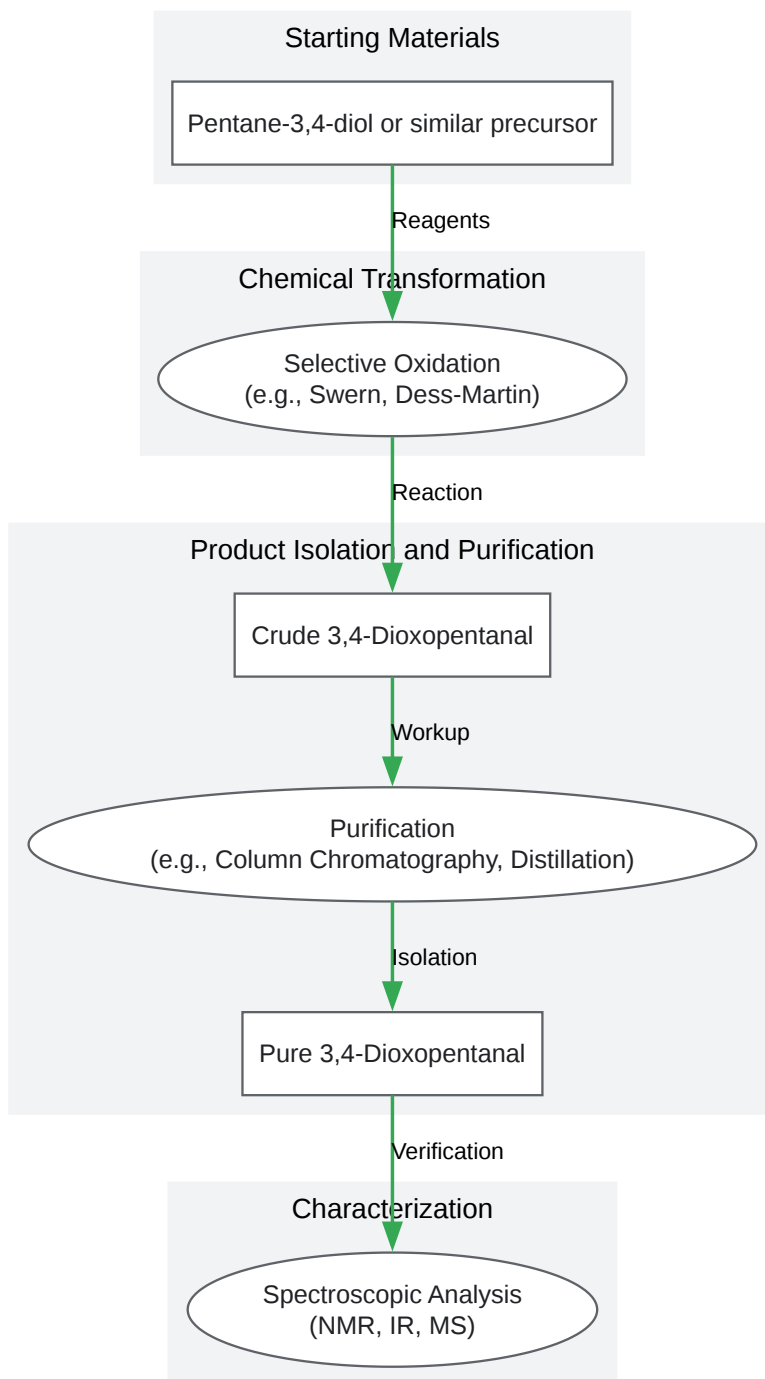 Starting Materials
Pentane-3,4-diol or similar precursor
Reagents
Chemical Transformation
Selective Oxidation
(e.g., Swern, Dess-Martin)
Reaction
Product Isolation and Purification
Crude 3,4-Dioxopentanal
Workup
Purification
(e.g., Column Chromatography, Distillation)
Isolation
Pure 3,4-Dioxopentanal
Verification
Characterization
Spectroscopic Analysis
(NMR, IR, MS)